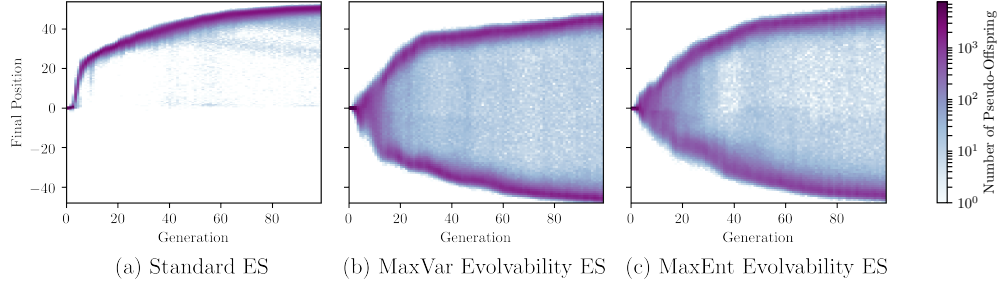 40
20
0
−20
−40
Final Position
0 20 40 60 80
Generation
0 20 40 60 80
Generation
0 20 40 60 80
Generation
10³
10²
10¹
10⁰
Number of Pseudo-Offspring
(a) Standard ES
(b) MaxVar Evolvability ES
(c) MaxEnt Evolvability ES